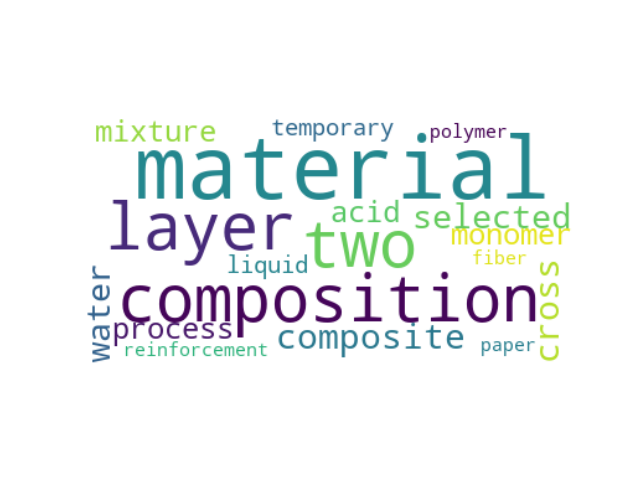 mixture temporary polymer
material
layer two acid selected
monomer
liquid fiber
water composition cross
process composite
reinforcement paper